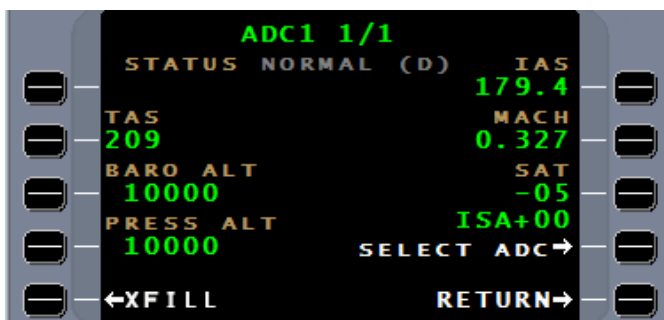 ADC1 1/1
STATUS NORMAL (D) IAS
179.4
TAS MACH
209 0.327
BARO ALT SAT
10000 -05
PRESS ALT ISA+00
10000 SELECT ADC→
←XFILL RETURN→